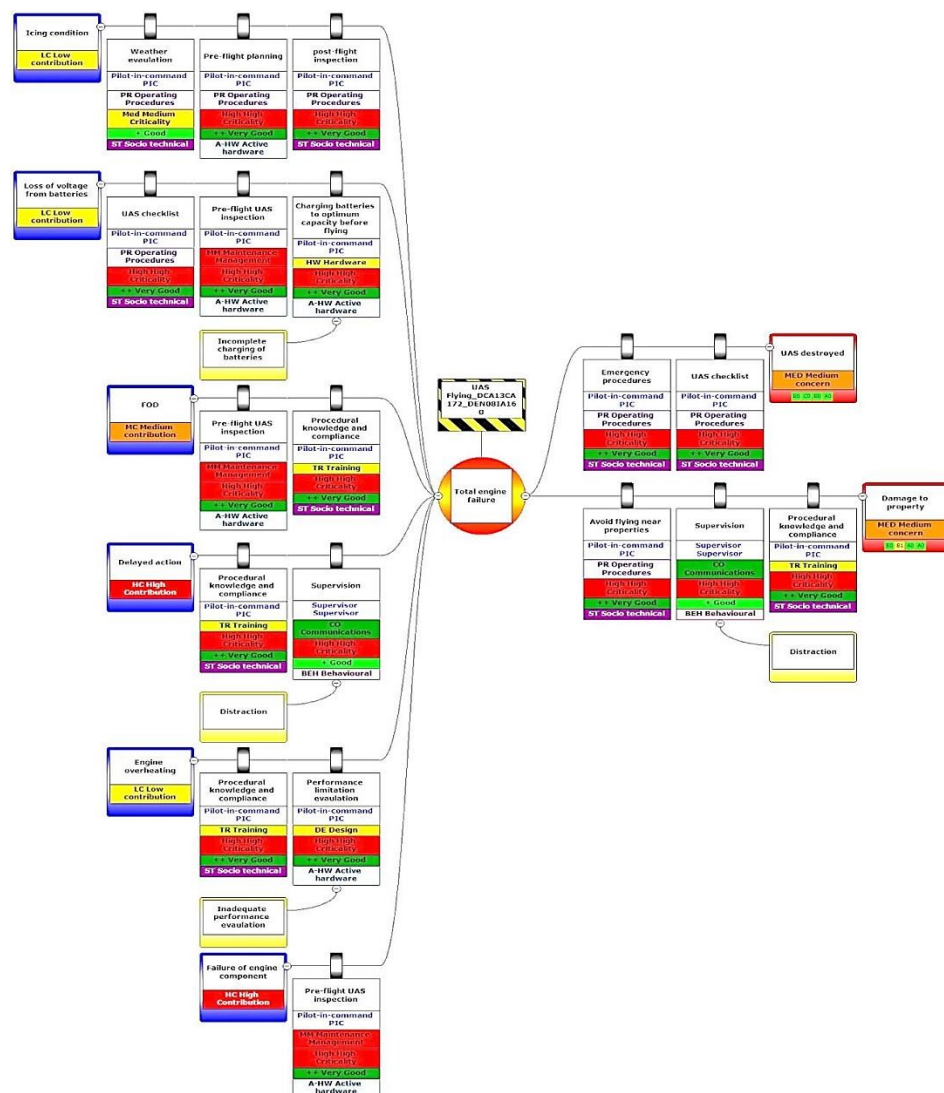 Icing condition
LC Low
contribution
Weather
evaulation
Pilot-in-command
PIC
PR Operating
Procedures
Med Medium
Criticality
+ Good
ST Socio technical
Pre-flight planning
Pilot-in-command
PIC
PR Operating
Procedures
High High
Criticality
++ Very Good
A-HW Active
hardware
post-flight
inspection
Pilot-in-command
PIC
PR Operating
Procedures
High High
Criticality
++ Very Good
ST Socio technical
Loss of voltage
from batteries
LC Low
contribution
UAS checklist
Pilot-in-command
PIC
PR Operating
Procedures
High High
Criticality
++ Very Good
ST Socio technical
Pre-flight UAS
inspection
Pilot-in-command
PIC
MM Maintenance
Management
High High
Criticality
++ Very Good
A-HW Active
hardware
Charging batteries
to optimum
capacity before
flying
Pilot-in-command
PIC
HW Hardware
High High
Criticality
++ Very Good
A-HW Active
hardware
Incomplete
charging of
batteries
FOD
MC Medium
contribution
Pre-flight UAS
inspection
Pilot-in-command
PIC
MM Maintenance
Management
High High
Criticality
++ Very Good
A-HW Active
hardware
Procedural
knowledge and
compliance
Pilot-in-command
PIC
TR Training
High High
Criticality
++ Very Good
ST Socio technical
Delayed action
HC High
Contribution
Procedural
knowledge and
compliance
Pilot-in-command
PIC
TR Training
High High
Criticality
++ Very Good
ST Socio technical
Supervision
Supervisor
Supervisor
CO
Communications
High High
Criticality
+ Good
BEH Behavioural
Distraction
Engine
overheating
LC Low
contribution
Procedural
knowledge and
compliance
Pilot-in-command
PIC
TR Training
High High
Criticality
++ Very Good
ST Socio technical
Performance
limitation
evaulation
Pilot-in-command
PIC
DE Design
High High
Criticality
++ Very Good
A-HW Active
hardware
Inadequate
performance
evaulation
Failure of engine
component
HC High
Contribution
Pre-flight UAS
inspection
Pilot-in-command
PIC
MM Maintenance
Management
High High
Criticality
++ Very Good
A-HW Active
hardware
UAS
Flying_DCA13CA
172_DEN08IA16
0
Total engine
failure
Emergency
procedures
Pilot-in-command
PIC
PR Operating
Procedures
High High
Criticality
++ Very Good
ST Socio technical
UAS checklist
Pilot-in-command
PIC
PR Operating
Procedures
High High
Criticality
++ Very Good
ST Socio technical
UAS destroyed
MED Medium
concern
Avoid flying near
properties
Pilot-in-command
PIC
PR Operating
Procedures
High High
Criticality
++ Very Good
ST Socio technical
Supervision
Supervisor
Supervisor
CO
Communications
High High
Criticality
+ Good
BEH Behavioural
Procedural
knowledge and
compliance
Pilot-in-command
PIC
TR Training
High High
Criticality
++ Very Good
ST Socio technical
Damage to
property
MED Medium
concern
Distraction